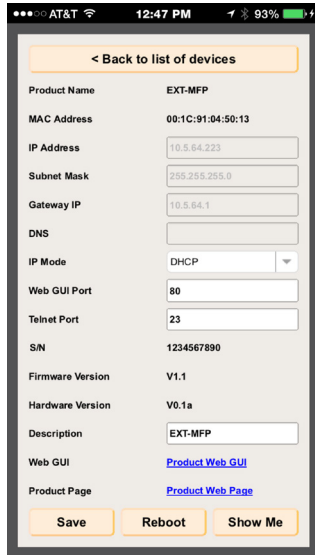 AT&T 12:47 PM 93%
< Back to list of devices
Product Name EXT-MFP
MAC Address 00:1C:91:04:50:13
IP Address 10.5.64.223
Subnet Mask 255.255.255.0
Gateway IP 10.5.64.1
DNS
IP Mode DHCP
Web GUI Port 80
Telnet Port 23
S/N 1234567890
Firmware Version V1.1
Hardware Version V0.1a
Description EXT-MFP
Web GUI Product Web GUI
Product Page Product Web Page
Save Reboot Show Me